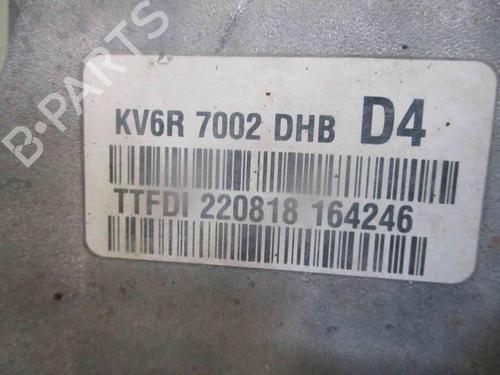 B-PARTS
KV6R 7002 DHB D4
TTFDI 220818 164246